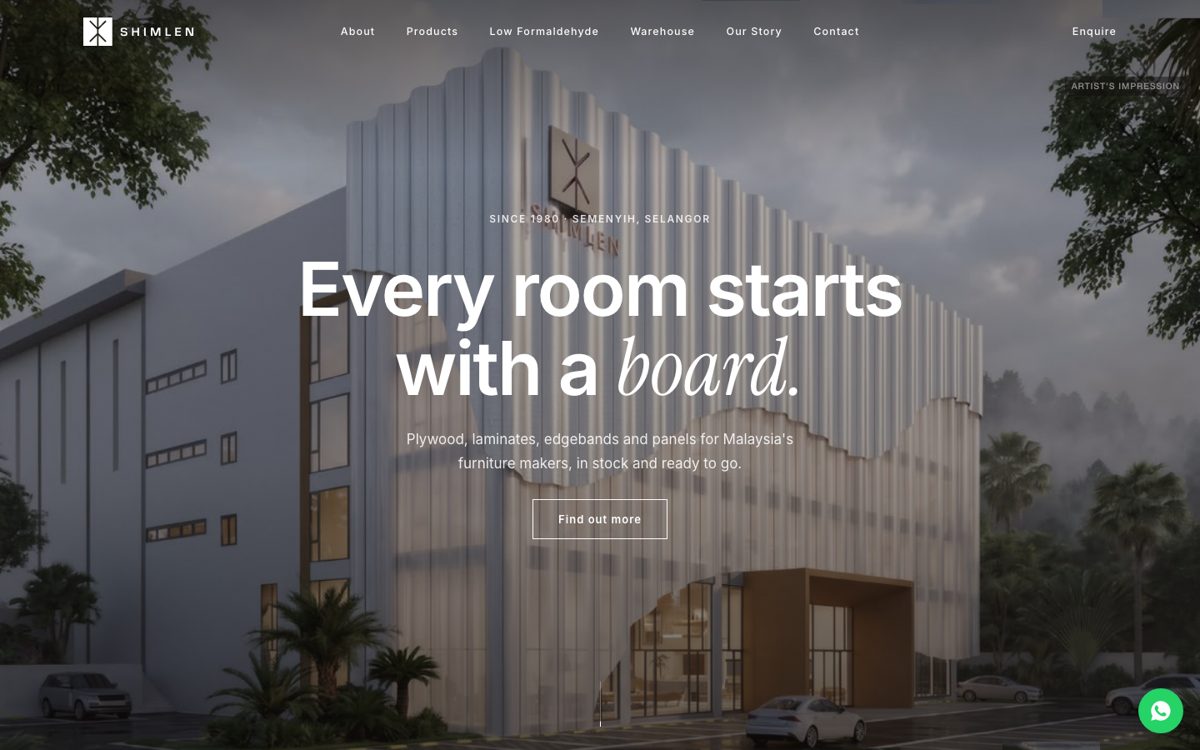 SHIMLEN
About
Products
Low Formaldehyde
Warehouse
Our Story
Contact
Enquire
ARTIST'S IMPRESSION
SHIMLEN
SINCE 1980 · SEMENYIH, SELANGOR
Every room starts
with a board.
Plywood, laminates, edgebands and panels for Malaysia's
furniture makers, in stock and ready to go.
Find out more